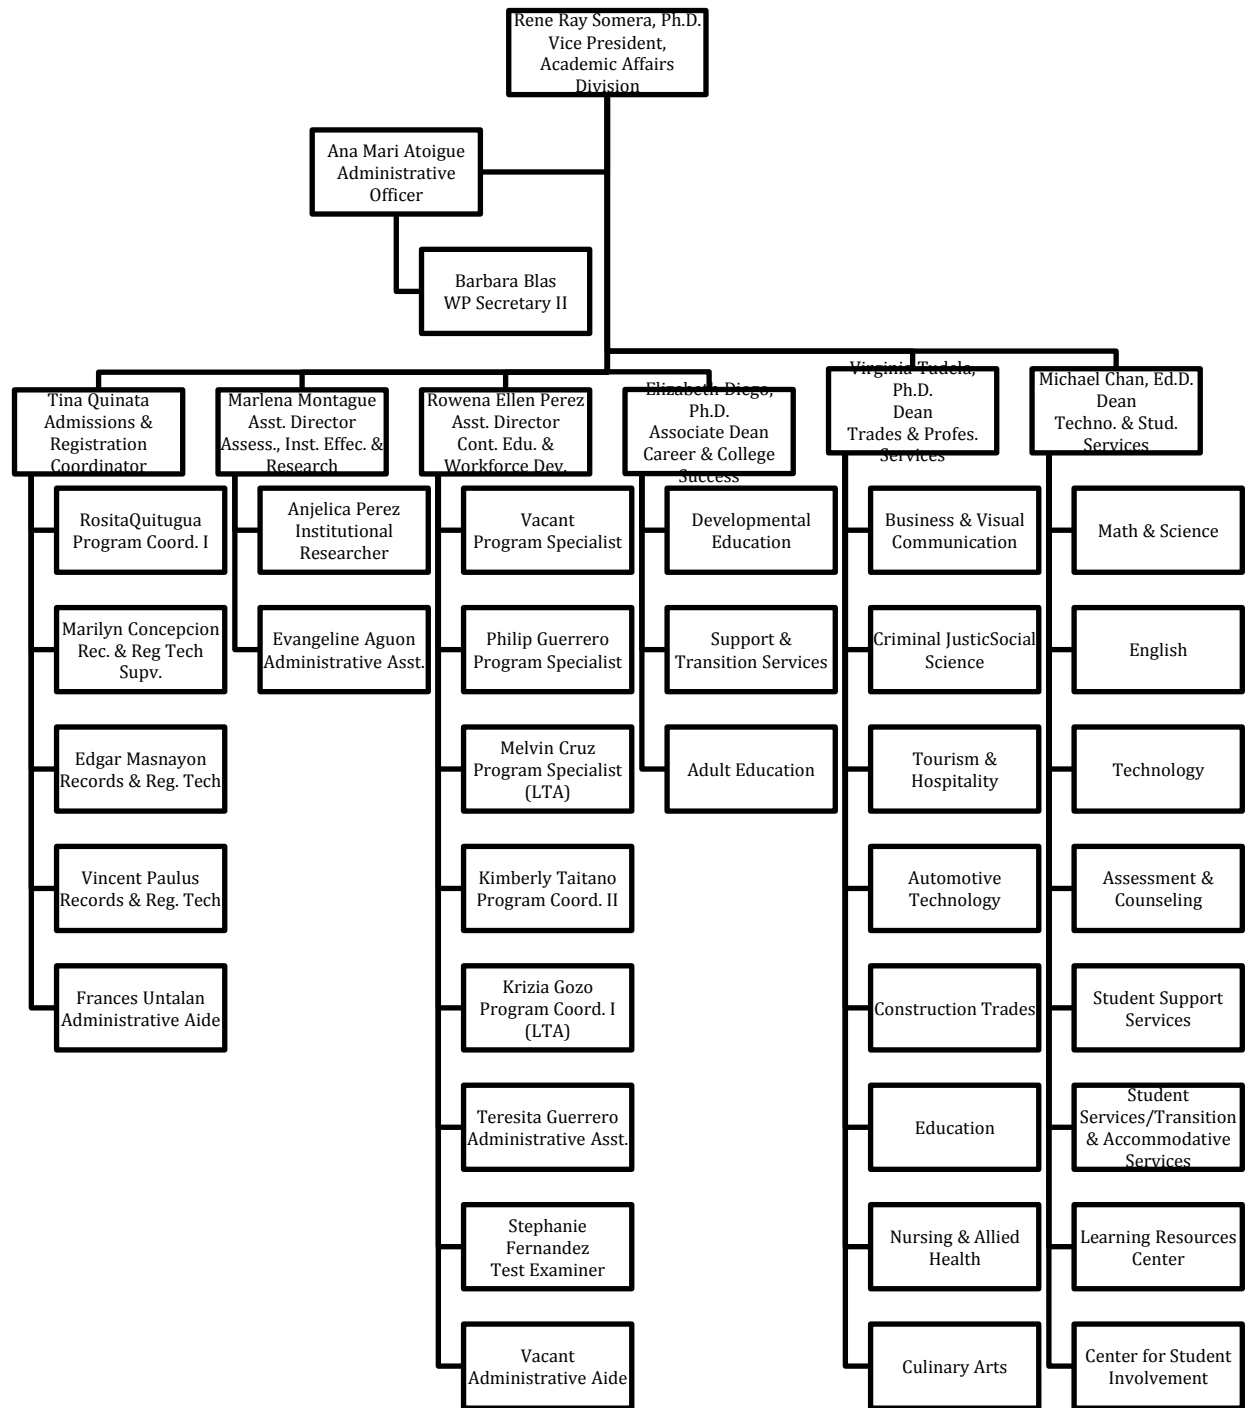 Rene Ray Somera, Ph.D.
Vice President,
Academic Affairs
Division
Ana Mari Atoigue
Administrative
Officer
Barbara Blas
WP Secretary II
Tina Quinata
Admissions &
Registration
Coordinator
RositaQuitugua
Program Coord. I
Marilyn Concepcion
Rec. & Reg Tech
Supv.
Edgar Masnayon
Records & Reg. Tech
Vincent Paulus
Records & Reg. Tech
Frances Untalan
Administrative Aide
Marlena Montague
Asst. Director
Assess., Inst. Effec. &
Research
Anjelica Perez
Institutional
Researcher
Evangeline Aguon
Administrative Asst.
Rowena Ellen Perez
Asst. Director
Cont. Edu. &
Workforce Dev.
Vacant
Program Specialist
Philip Guerrero
Program Specialist
Melvin Cruz
Program Specialist
(LTA)
Kimberly Taitano
Program Coord. II
Krizia Gozo
Program Coord. I
(LTA)
Teresita Guerrero
Administrative Asst.
Stephanie
Fernandez
Test Examiner
Vacant
Administrative Aide
Elizabeth Diego,
Ph.D.
Associate Dean
Career & College
Success
Developmental
Education
Support &
Transition Services
Adult Education
Virginia Tudela,
Ph.D.
Dean
Trades & Profes.
Services
Business & Visual
Communication
Criminal JusticSocial
Science
Tourism &
Hospitality
Automotive
Technology
Construction Trades
Education
Nursing & Allied
Health
Culinary Arts
Michael Chan, Ed.D.
Dean
Techno. & Stud.
Services
Math & Science
English
Technology
Assessment &
Counseling
Student Support
Services
Student
Services/Transition
& Accommodative
Services
Learning Resources
Center
Center for Student
Involvement